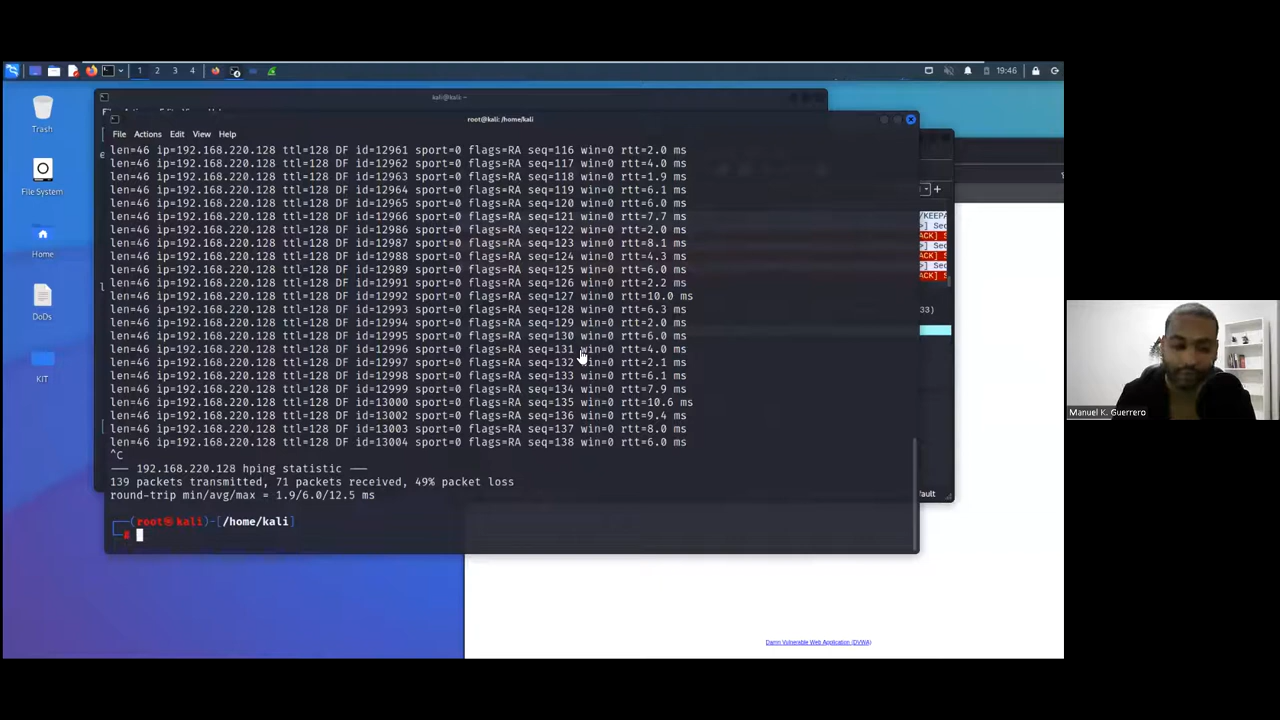 1 2 3 4
19:46
kali@kali: ~
root@kali: /home/kali
File Actions Edit View Help
Trash
File System
Home
DoDs
KIT
len=46 ip=192.168.220.128 ttl=128 DF id=12961 sport=0 flags=RA seq=116 win=0 rtt=2.0 ms
len=46 ip=192.168.220.128 ttl=128 DF id=12962 sport=0 flags=RA seq=117 win=0 rtt=4.0 ms
len=46 ip=192.168.220.128 ttl=128 DF id=12963 sport=0 flags=RA seq=118 win=0 rtt=1.9 ms
len=46 ip=192.168.220.128 ttl=128 DF id=12964 sport=0 flags=RA seq=119 win=0 rtt=6.1 ms
len=46 ip=192.168.220.128 ttl=128 DF id=12965 sport=0 flags=RA seq=120 win=0 rtt=6.0 ms
len=46 ip=192.168.220.128 ttl=128 DF id=12966 sport=0 flags=RA seq=121 win=0 rtt=7.7 ms
len=46 ip=192.168.220.128 ttl=128 DF id=12986 sport=0 flags=RA seq=122 win=0 rtt=2.0 ms
len=46 ip=192.168.220.128 ttl=128 DF id=12987 sport=0 flags=RA seq=123 win=0 rtt=8.1 ms
len=46 ip=192.168.220.128 ttl=128 DF id=12988 sport=0 flags=RA seq=124 win=0 rtt=4.3 ms
len=46 ip=192.168.220.128 ttl=128 DF id=12989 sport=0 flags=RA seq=125 win=0 rtt=6.0 ms
len=46 ip=192.168.220.128 ttl=128 DF id=12991 sport=0 flags=RA seq=126 win=0 rtt=2.2 ms
len=46 ip=192.168.220.128 ttl=128 DF id=12992 sport=0 flags=RA seq=127 win=0 rtt=10.0 ms
len=46 ip=192.168.220.128 ttl=128 DF id=12993 sport=0 flags=RA seq=128 win=0 rtt=6.3 ms
len=46 ip=192.168.220.128 ttl=128 DF id=12994 sport=0 flags=RA seq=129 win=0 rtt=2.0 ms
len=46 ip=192.168.220.128 ttl=128 DF id=12995 sport=0 flags=RA seq=130 win=0 rtt=6.0 ms
len=46 ip=192.168.220.128 ttl=128 DF id=12996 sport=0 flags=RA seq=131 win=0 rtt=4.0 ms
len=46 ip=192.168.220.128 ttl=128 DF id=12997 sport=0 flags=RA seq=132 win=0 rtt=2.1 ms
len=46 ip=192.168.220.128 ttl=128 DF id=12998 sport=0 flags=RA seq=133 win=0 rtt=6.1 ms
len=46 ip=192.168.220.128 ttl=128 DF id=12999 sport=0 flags=RA seq=134 win=0 rtt=7.9 ms
len=46 ip=192.168.220.128 ttl=128 DF id=13000 sport=0 flags=RA seq=135 win=0 rtt=10.6 ms
len=46 ip=192.168.220.128 ttl=128 DF id=13002 sport=0 flags=RA seq=136 win=0 rtt=9.4 ms
len=46 ip=192.168.220.128 ttl=128 DF id=13003 sport=0 flags=RA seq=137 win=0 rtt=8.0 ms
len=46 ip=192.168.220.128 ttl=128 DF id=13004 sport=0 flags=RA seq=138 win=0 rtt=6.0 ms
^C
--- 192.168.220.128 hping statistic ---
139 packets transmitted, 71 packets received, 49% packet loss
round-trip min/avg/max = 1.9/6.0/12.5 ms
(root㉿kali)-[/home/kali]
#
Damn Vulnerable Web Application (DVWA)
Manuel K. Guerrero